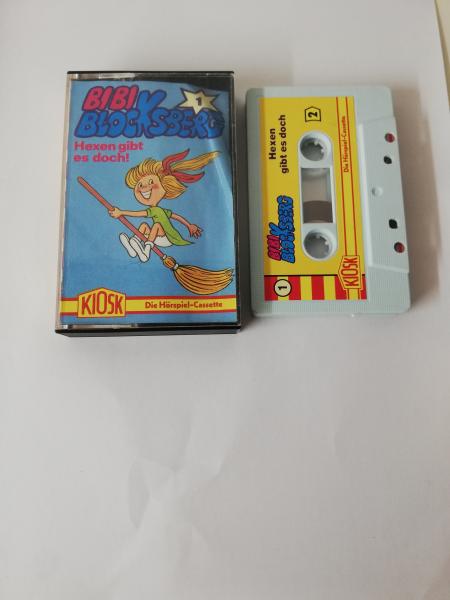 BIBI
BLOCKSBERG
1
Hexen gibt
es doch!
KIOSK
Die Hörspiel-Cassette
Hexen
gibt es doch
2
BIBI
BLOCKSBERG
1
KIOSK
Die Hörspiel-Cassette